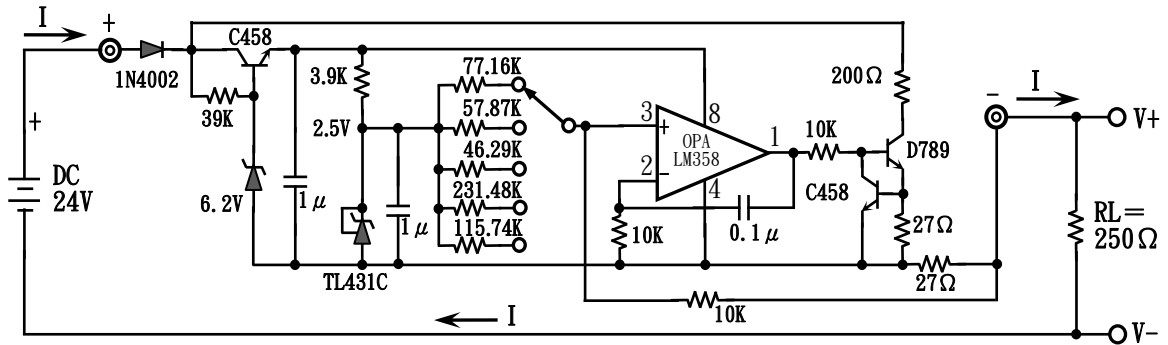 I
+
1N4002
C458
39K
6.2V
1μ
3.9K
2.5V
TL431C
1μ
77.16K
57.87K
46.29K
231.48K
115.74K
3
+
2
-
OPA
LM358
8
4
1
10K
0.1μ
10K
C458
200Ω
D789
27Ω
27Ω
10K
-
I
V+
RL=
250Ω
V-
+
DC
24V
I